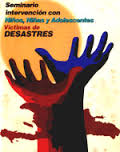 Seminario
intervención con
Niños, Niñas y Adolescentes
Víctimas de
DESASTRES